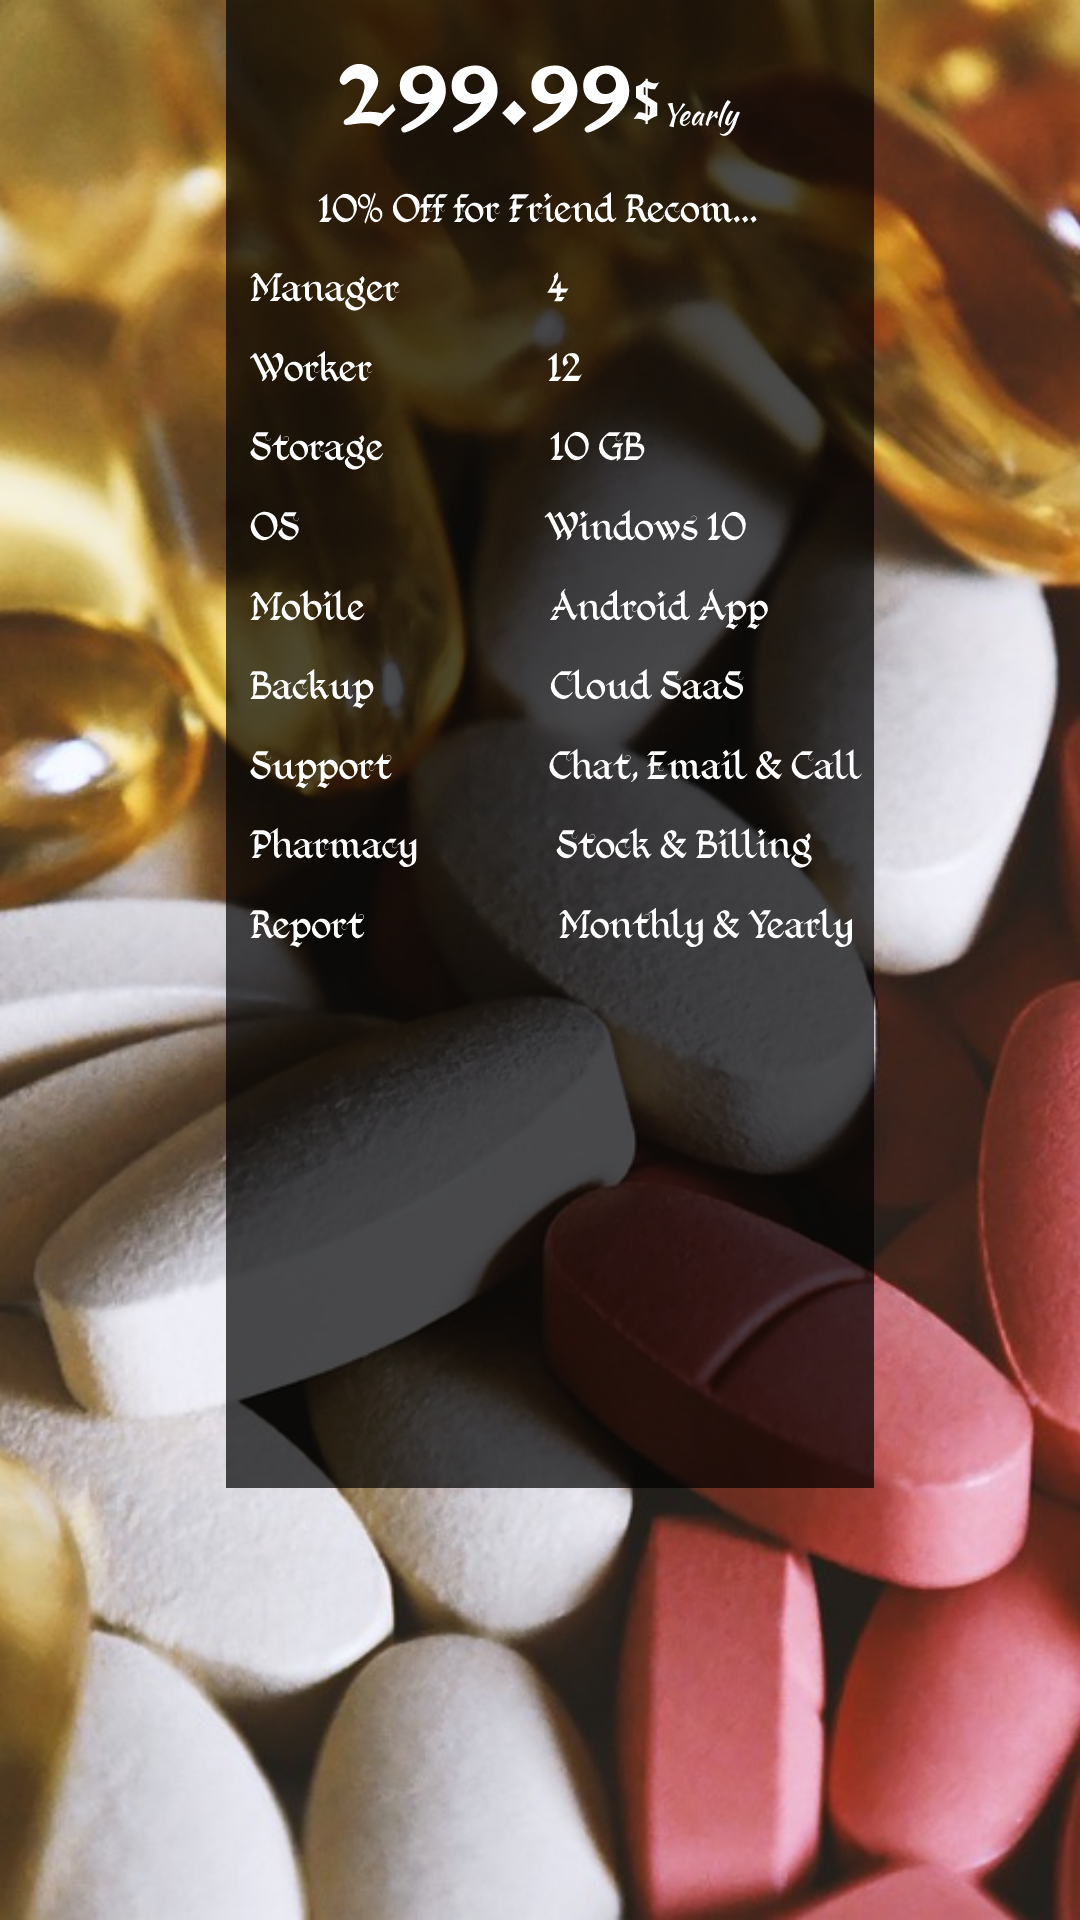 299.99$ Yearly
10% Off for Friend Recom...
Manager 4
Worker 12
Storage 10 GB
OS Windows 10
Mobile Android App
Backup Cloud SaaS
Support Chat, Email & Call
Pharmacy Stock & Billing
Report Monthly & Yearly